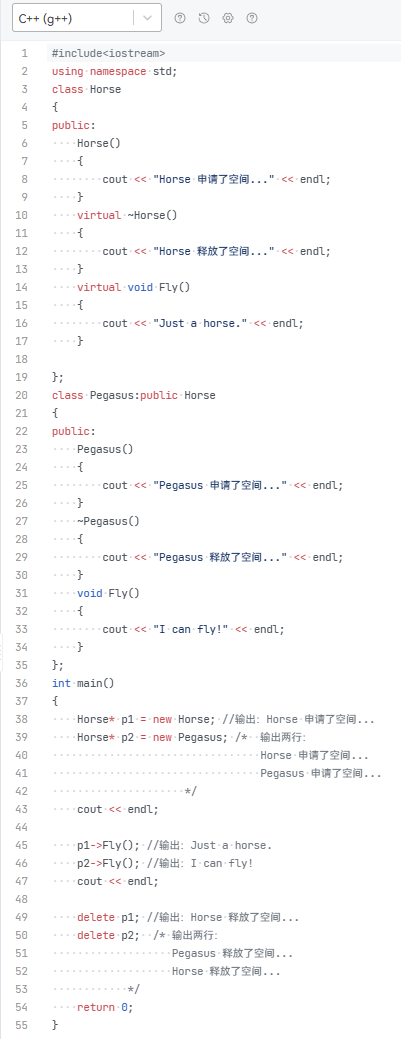 C++ (g++)
1 #include<iostream>
2 using namespace std;
3 class Horse
4 {
5 public:
6     Horse()
7     {
8         cout << "Horse 申请了空间..." << endl;
9     }
10     virtual ~Horse()
11     {
12         cout << "Horse 释放了空间..." << endl;
13     }
14     virtual void Fly()
15     {
16         cout << "Just a horse." << endl;
17     }
18
19 };
20 class Pegasus:public Horse
21 {
22 public:
23     Pegasus()
24     {
25         cout << "Pegasus 申请了空间..." << endl;
26     }
27     ~Pegasus()
28     {
29         cout << "Pegasus 释放了空间..." << endl;
30     }
31     void Fly()
32     {
33         cout << "I can fly!" << endl;
34     }
35 };
36 int main()
37 {
38     Horse* p1 = new Horse; //输出: Horse 申请了空间...
39     Horse* p2 = new Pegasus; /*  输出两行:
40                                   Horse 申请了空间...
41                                   Pegasus 申请了空间...
42                      */
43     cout << endl;
44
45     p1->Fly(); //输出: Just a horse.
46     p2->Fly(); //输出: I can fly!
47     cout << endl;
48
49     delete p1; //输出: Horse 释放了空间...
50     delete p2;  /* 输出两行:
51                    Pegasus 释放了空间...
52                    Horse 释放了空间...
53            */
54     return 0;
55 }